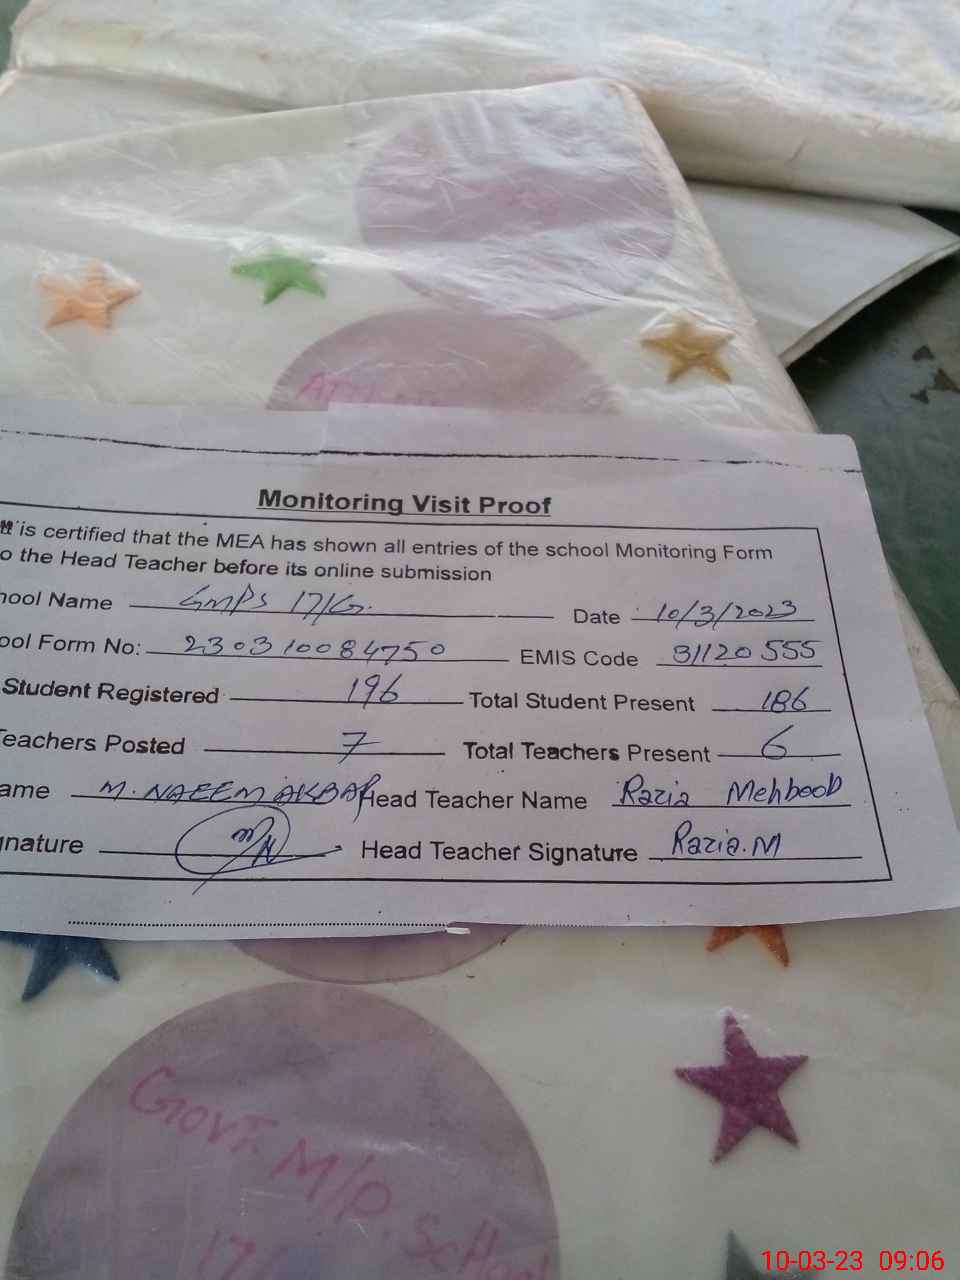 Monitoring Visit Proof
It is certified that the MEA has shown all entries of the school Monitoring Form
o the Head Teacher before its online submission
hool Name GMPS 17/G. Date 10/3/2023
ool Form No: 230310084750 EMIS Code 31120555
Student Registered 196 Total Student Present 186
Teachers Posted 7 Total Teachers Present 6
ame M. NAEEM AKBAR Head Teacher Name Razia Mehboob
nature Head Teacher Signature Razia.M
GOVT. M/P. School
17/
10-03-23 09:06